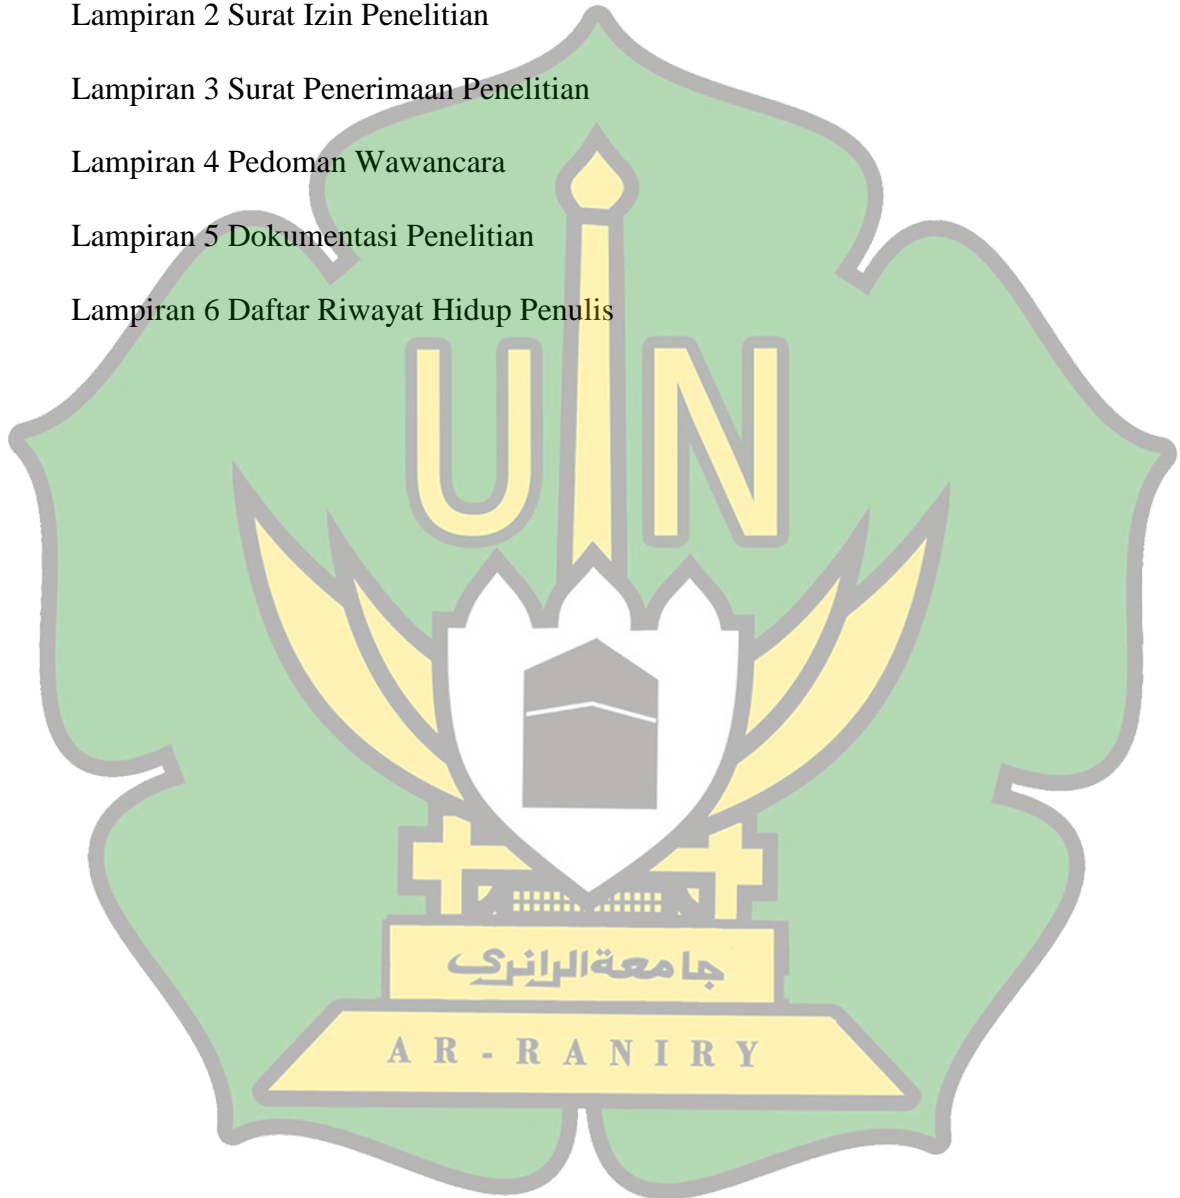 Lampiran 2 Surat Izin Penelitian
Lampiran 3 Surat Penerimaan Penelitian
Lampiran 4 Pedoman Wawancara
Lampiran 5 Dokumentasi Penelitian
Lampiran 6 Daftar Riwayat Hidup Penulis
UIN
جامعة الرانري
AR-RANIRY